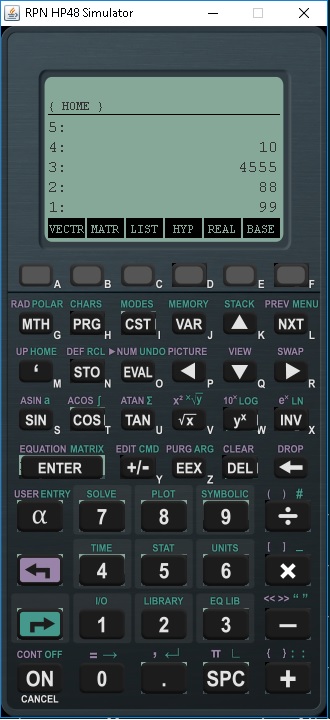 RPN HP48 Simulator
{ HOME }
5:
4: 10
3: 4555
2: 88
1: 99
VECTR MATR LIST HYP REAL BASE
A B C D E F
RAD POLAR CHARS MODES MEMORY STACK PREV MENU
MTH G PRG H CST I VAR J ▲ K NXT L
UP HOME DEF RCL ►NUM UNDO PICTURE VIEW SWAP
‘ M STO N EVAL O ◀ P ▼ Q ▶ R
ASIN ∂ ACOS ∫ ATAN Σ x² ˣ√y 10ˣ LOG eˣ LN
SIN S COS T TAN U √x V yˣ W INV X
EQUATION MATRIX EDIT CMD PURG ARG CLEAR DROP
ENTER +/- Y EEX Z DEL ←
USER ENTRY SOLVE PLOT SYMBOLIC ( ) #
α 7 8 9 ÷
TIME STAT UNITS [ ] _
4 5 6 ×
I/O LIBRARY EQ LIB << >> “ ”
1 2 3 −
CONT OFF = → , ↵ π ∟ { } : :
ON 0 . SPC +
CANCEL